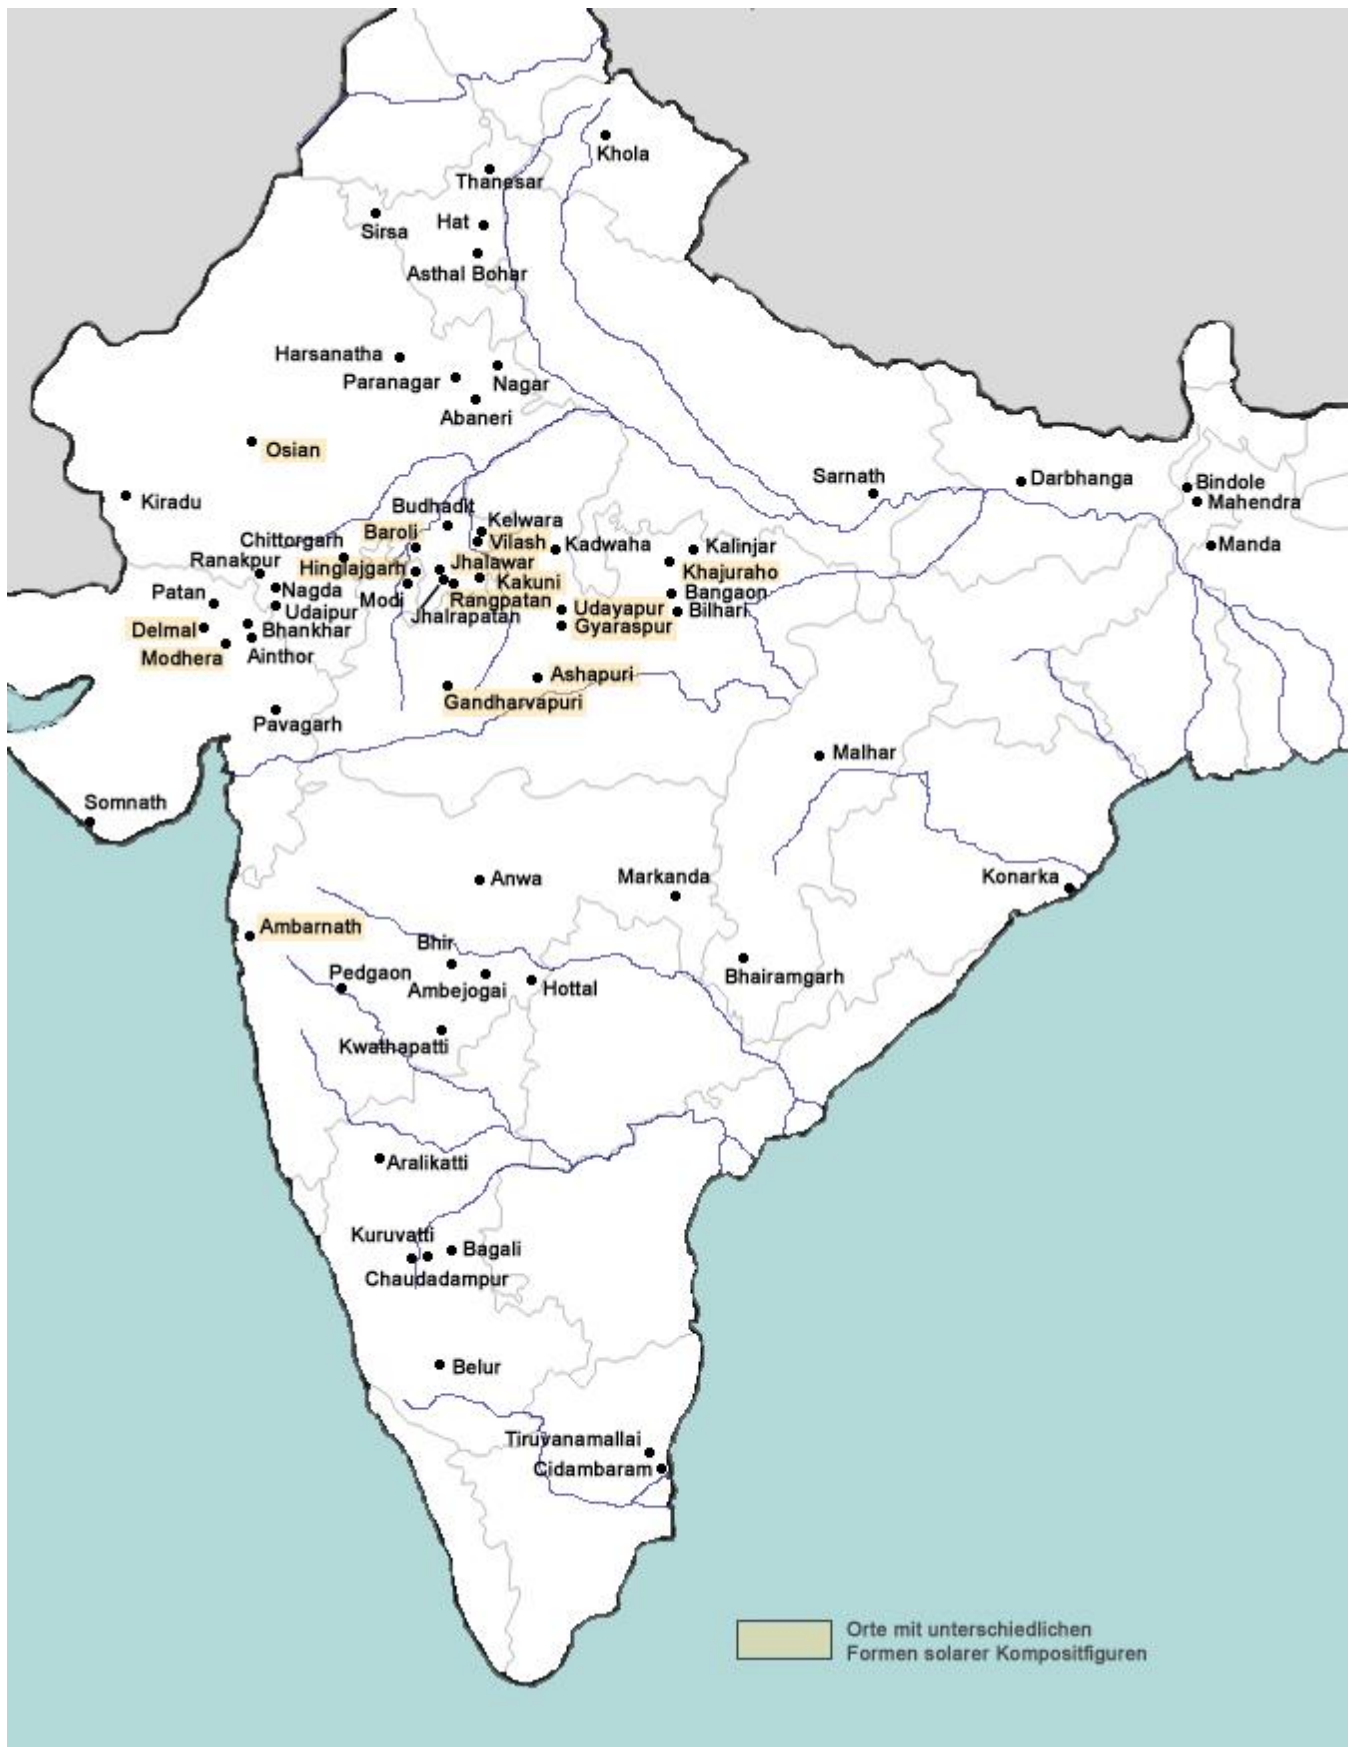 Khola
Thanesar
Sirsa
Hat
Asthal Bohar
Harsanatha
Paranagar
Nagar
Abaneri
Osian
Kiradu
Sarnath
Darbhanga
Bindole
Mahendra
Manda
Budhadit
Kelwara
Baroli
Vilash
Chittorgarh
Kadwaha
Kalinjar
Ranakpur
Hinglajgarh
Jhalawar
Khajuraho
Nagda
Kakuni
Patan
Modi
Rangpatan
Bangaon
Udaipur
Jhalrapatan
Udayapur
Bilhari
Delmal
Bhankhar
Gyaraspur
Modhera
Ainthor
Ashapuri
Gandharvapuri
Pavagarh
Malhar
Somnath
Anwa
Markanda
Konarka
Ambarnath
Bhir
Pedgaon
Ambejogai
Hottal
Bhairamgarh
Kwathapatti
Aralikatti
Kuruvatti
Bagali
Chaudadampur
Belur
Tiruvanamallai
Cidambaram
Orte mit unterschiedlichen
Formen solarer Kompositfiguren